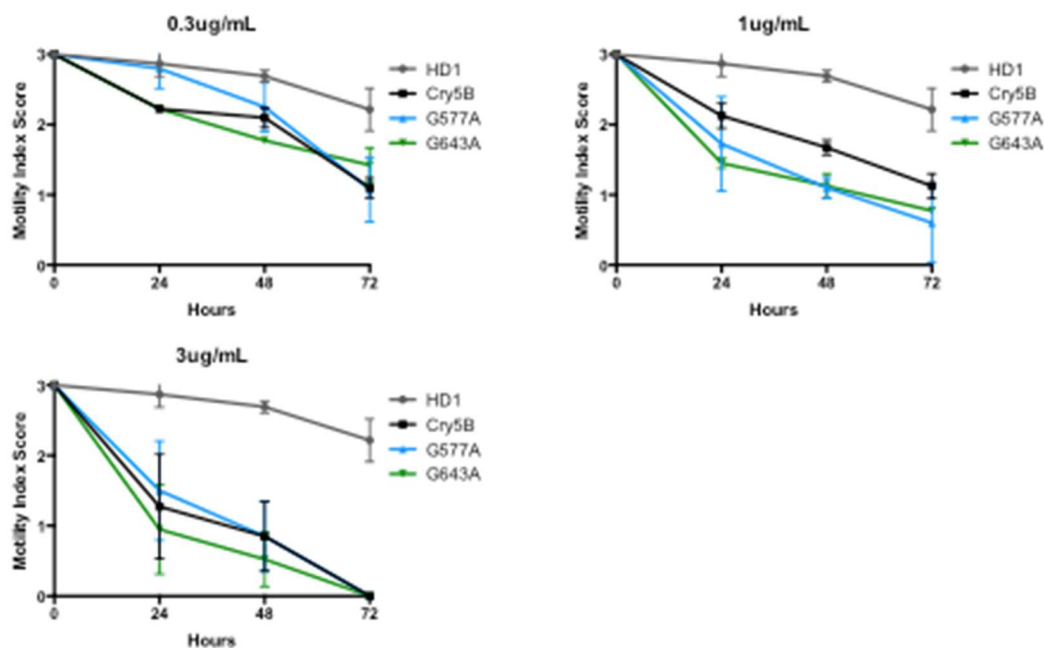 0.3ug/mL
3
2
1
0
Motility Index Score
0 24 48 72
Hours
HD1
Cry5B
G577A
G643A
1ug/mL
3
2
1
0
Motility Index Score
0 24 48 72
Hours
HD1
Cry5B
G577A
G643A
3ug/mL
3
2
1
0
Motility Index Score
0 24 48 72
Hours
HD1
Cry5B
G577A
G643A